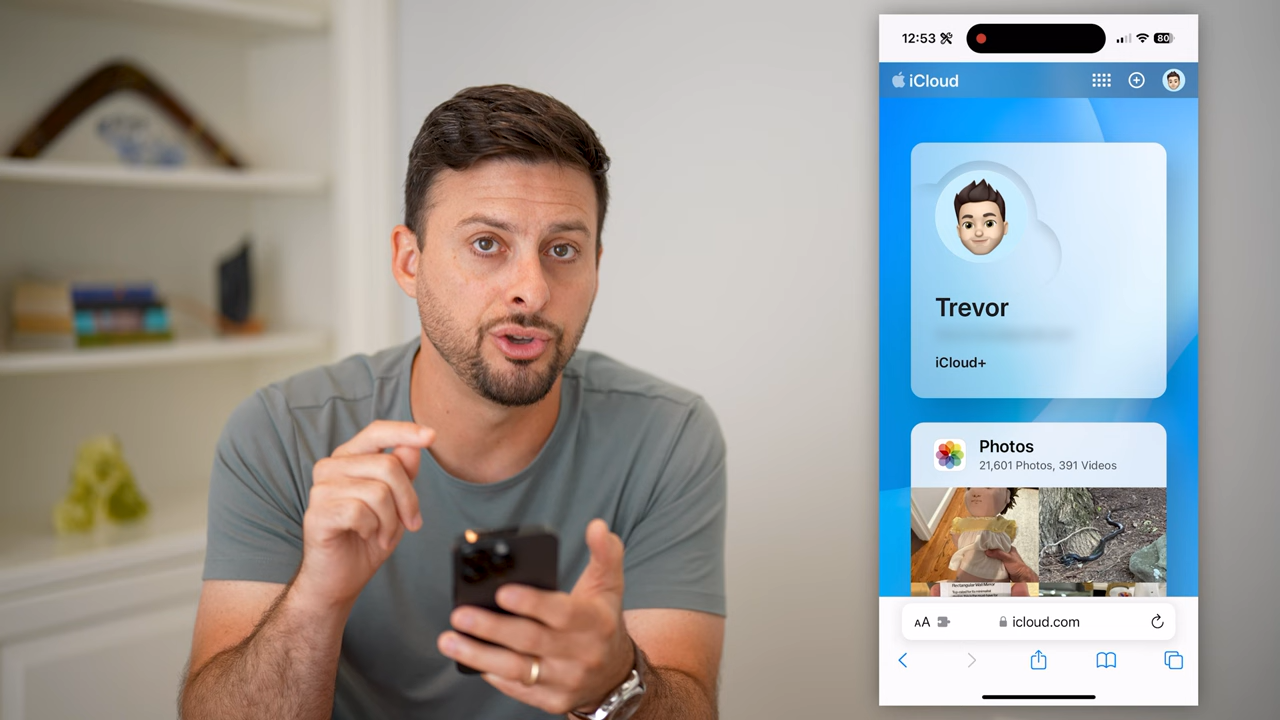 12:53
80
iCloud
Trevor
iCloud+
Photos
21,601 Photos, 391 Videos
AA
icloud.com